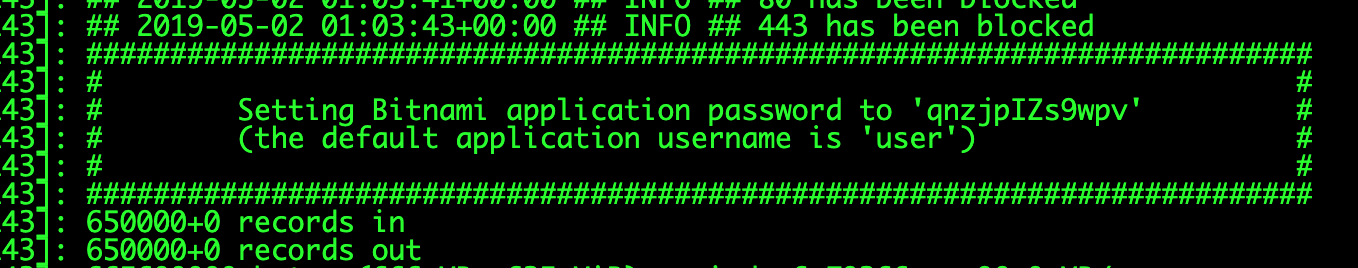 ## 2019-05-02 01:03:41+00:00 ## INFO ## 80 has been blocked
43]: ## 2019-05-02 01:03:43+00:00 ## INFO ## 443 has been blocked
43]: #########################################################################
43]: # #
43]: # Setting Bitnami application password to 'qnzjpIZs9wpv' #
43]: # (the default application username is 'user') #
43]: # #
43]: #########################################################################
43]: 650000+0 records in
43]: 650000+0 records out